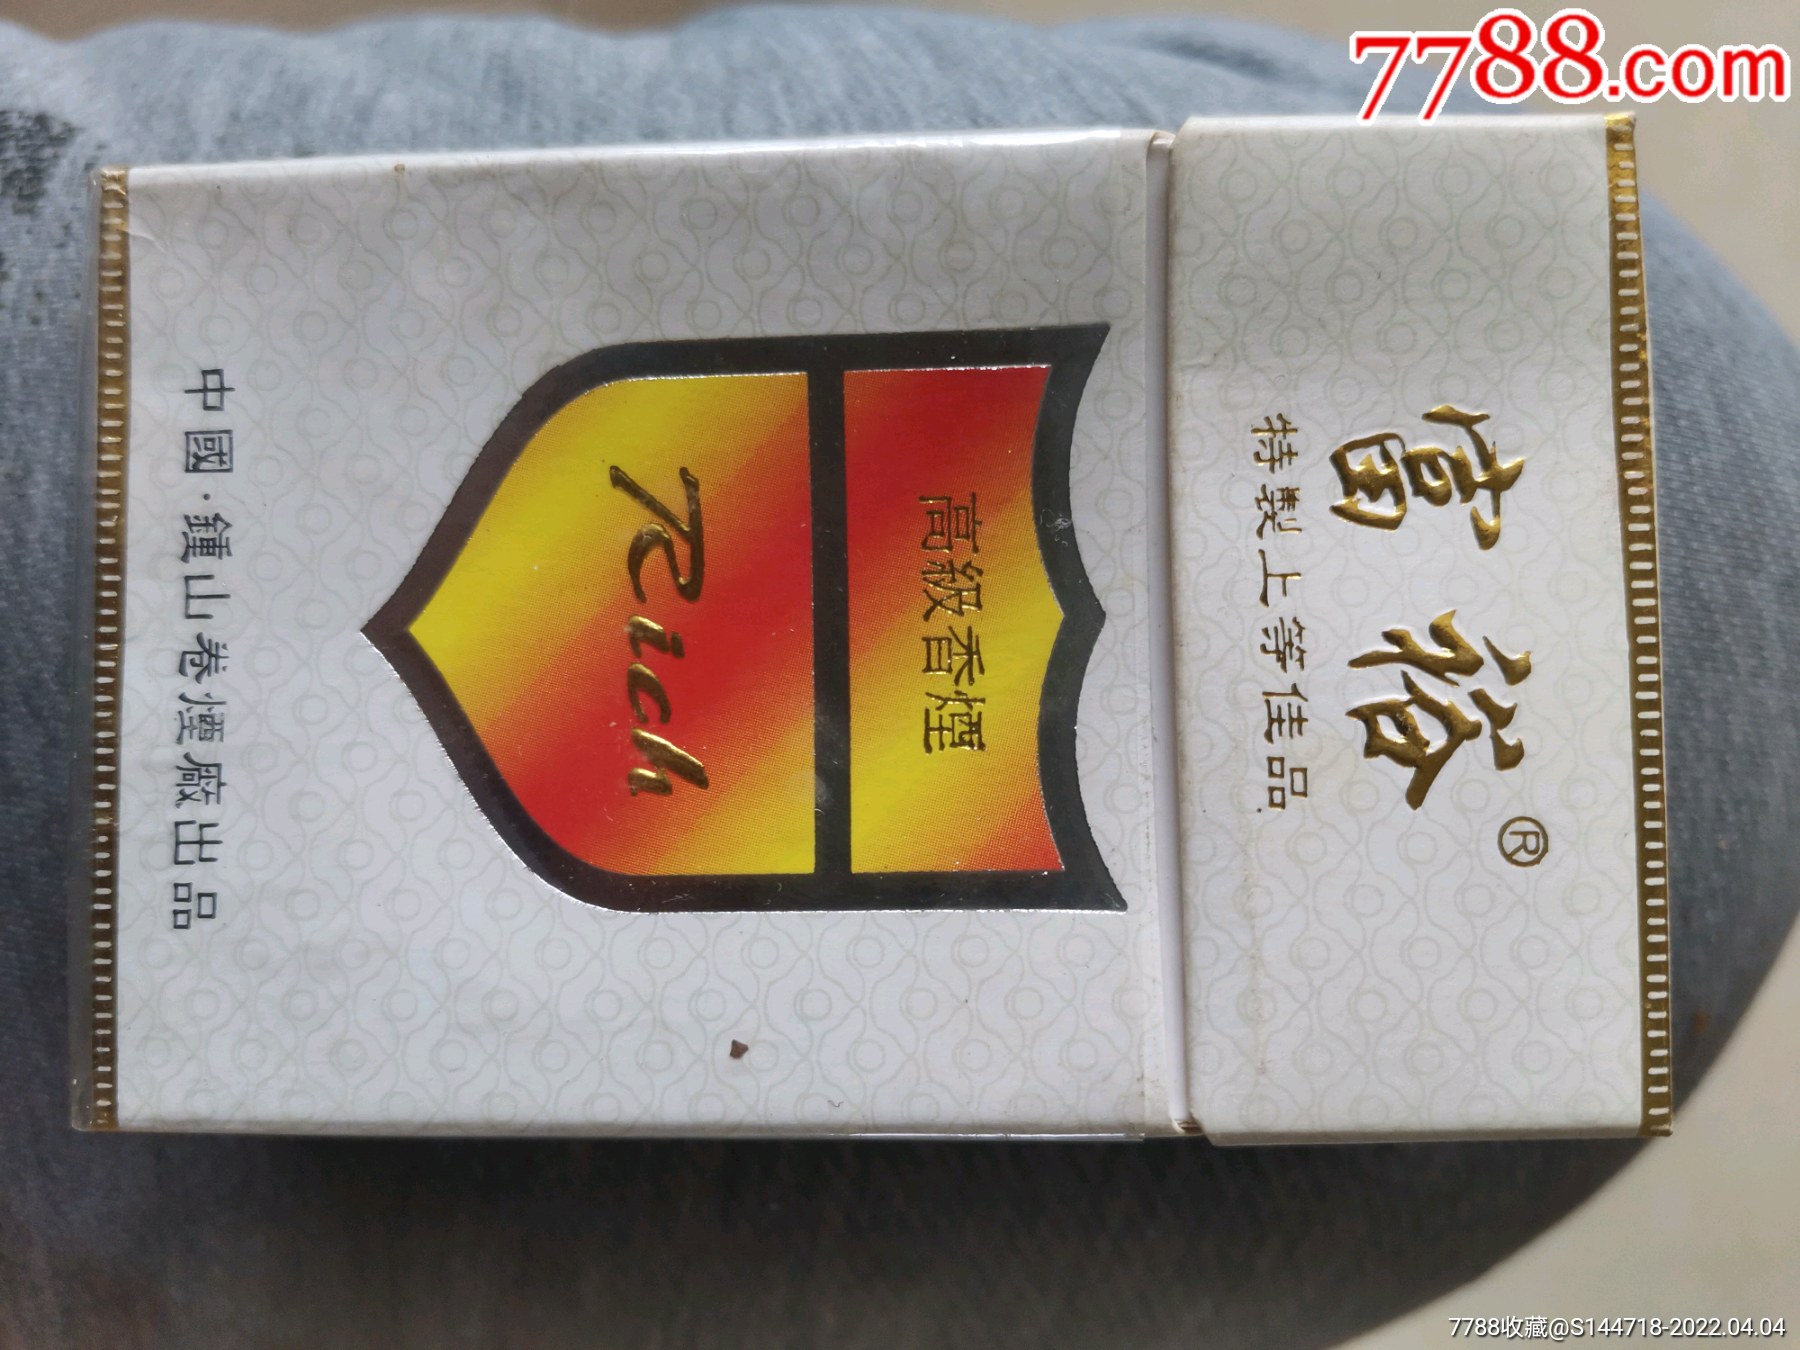 7788.com
富裕®
特製上等佳品
高級香煙
Rich
中國·鍾山卷煙廠出品
7788收藏@S144718-2022.04.04